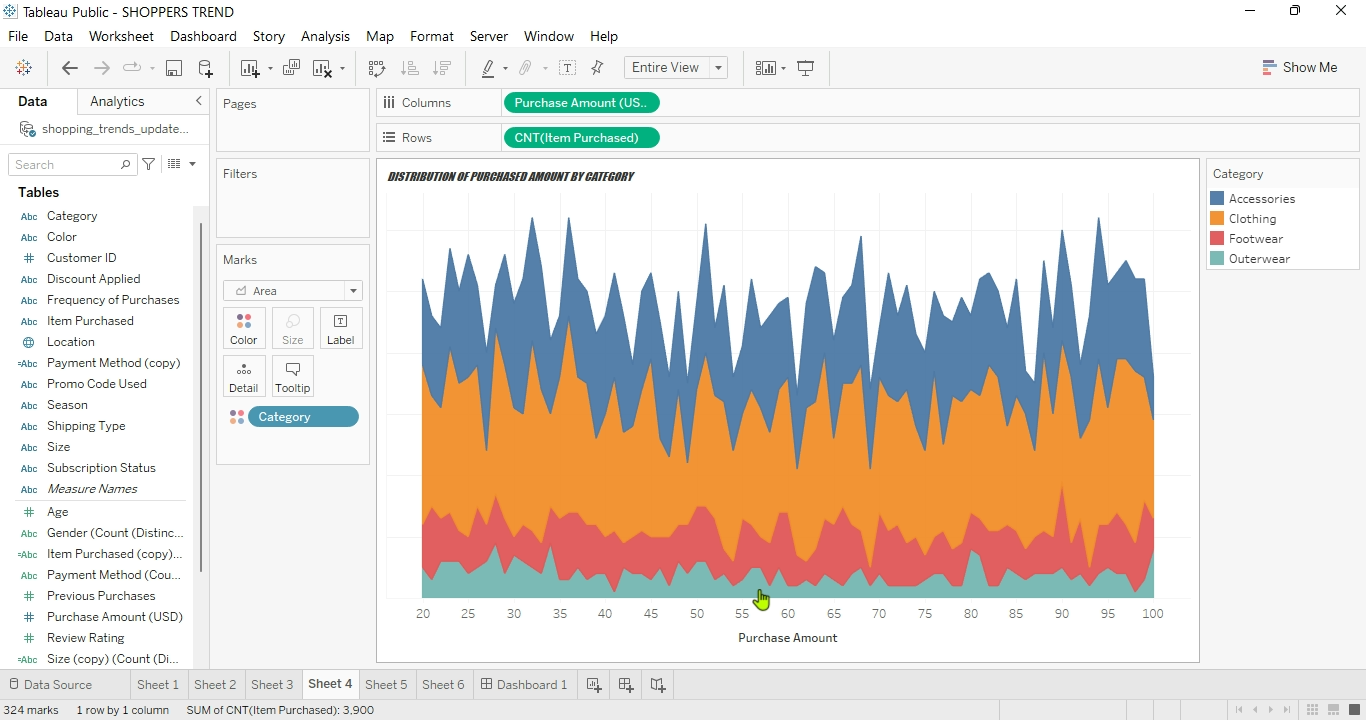 Tableau Public - SHOPPERS TREND
File Data Worksheet Dashboard Story Analysis Map Format Server Window Help
Entire View
Show Me
Data Analytics
shopping_trends_update...
Search
Tables
Abc Category
Abc Color
# Customer ID
Abc Discount Applied
Abc Frequency of Purchases
Abc Item Purchased
Location
=Abc Payment Method (copy)
Abc Promo Code Used
Abc Season
Abc Shipping Type
Abc Size
Abc Subscription Status
Abc Measure Names
# Age
Abc Gender (Count (Distinc...
=Abc Item Purchased (copy)...
Abc Payment Method (Cou...
# Previous Purchases
# Purchase Amount (USD)
# Review Rating
=Abc Size (copy) (Count (Di...
Pages
Filters
Marks
Area
Color Size Label
Detail Tooltip
Category
Columns Purchase Amount (US..
Rows CNT(Item Purchased)
DISTRIBUTION OF PURCHASED AMOUNT BY CATEGORY
20 25 30 35 40 45 50 55 60 65 70 75 80 85 90 95 100
Purchase Amount
Category
Accessories
Clothing
Footwear
Outerwear
Data Source Sheet 1 Sheet 2 Sheet 3 Sheet 4 Sheet 5 Sheet 6 Dashboard 1
324 marks 1 row by 1 column SUM of CNT(Item Purchased): 3,900